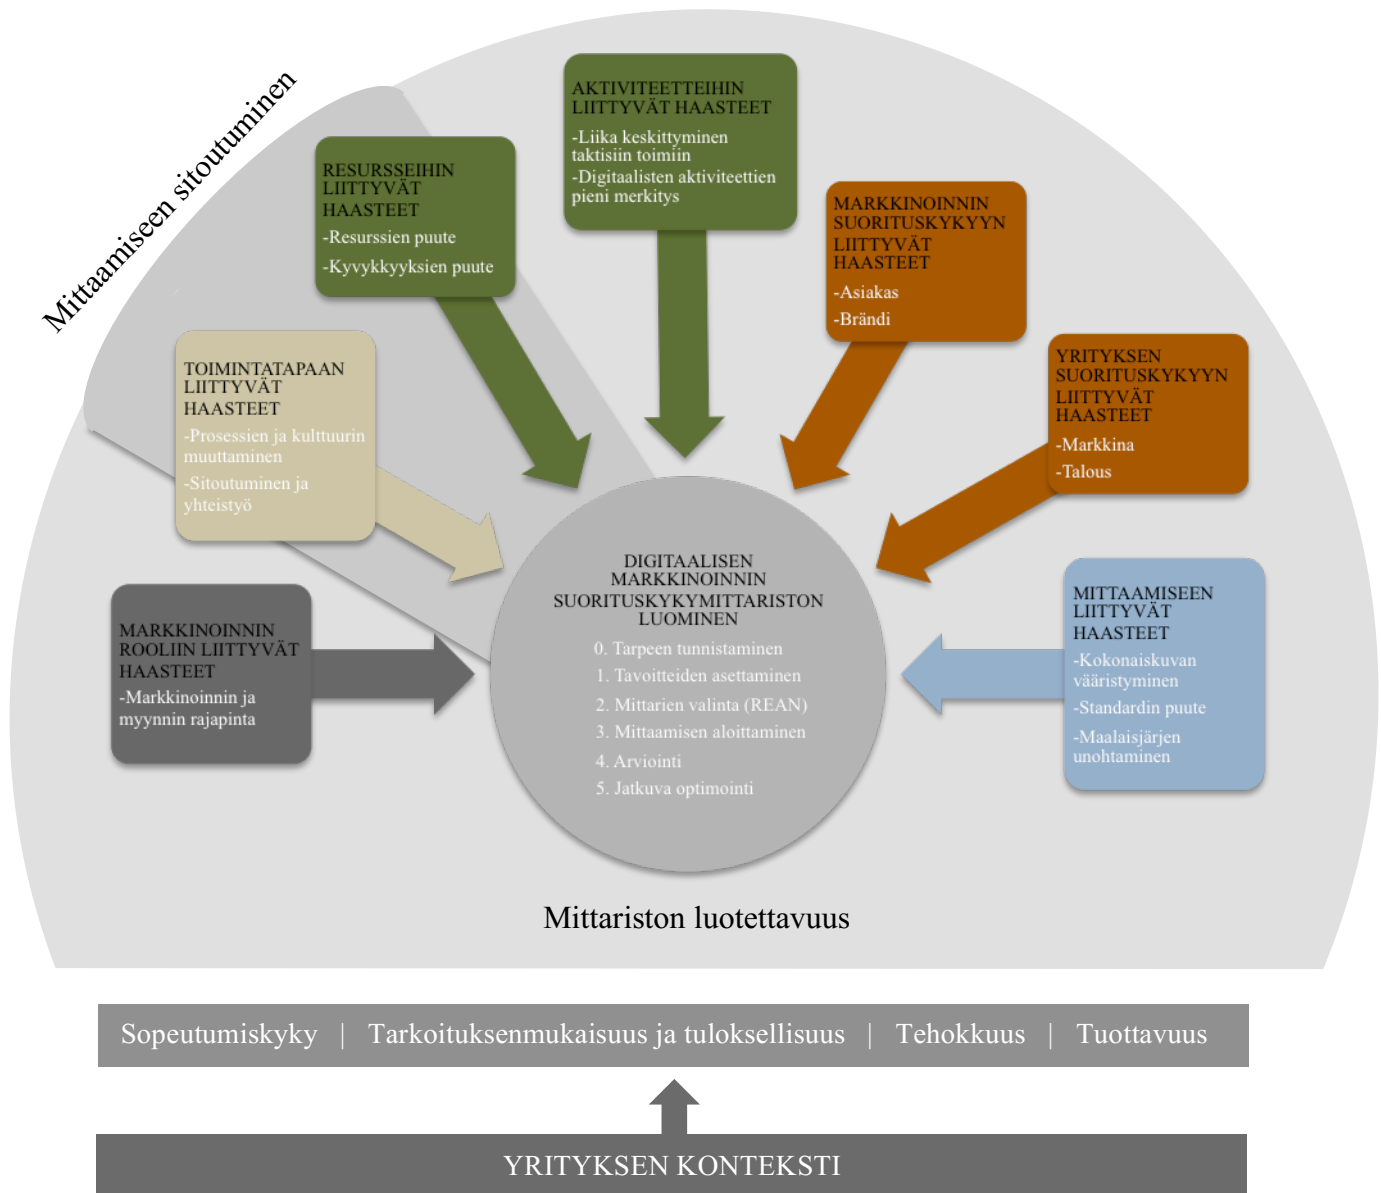 Mittaamiseen sitoutuminen
AKTIVITEETTEIHIN
LIITTYVÄT HAASTEET
-Liika keskittyminen
taktisiin toimiin
-Digitaalisten aktiviteettien
pieni merkitys
RESURSSEIHIN
LIITTYVÄT
HAASTEET
-Resurssien puute
-Kyvykkyyksien puute
MARKKINOINNIN
SUORITUSKYKYYN
LIITTYVÄT
HAASTEET
-Asiakas
-Brändi
TOIMINTATAPAAN
LIITTYVÄT
HAASTEET
-Prosessien ja kulttuurin
muuttaminen
-Sitoutuminen ja
yhteistyö
YRITYKSEN
SUORITUSKYKYYN
LIITTYVÄT
HAASTEET
-Markkina
-Talous
MARKKINOINNIN
ROOLIIN LIITTYVÄT
HAASTEET
-Markkinoinnin ja
myynnin rajapinta
DIGITAALISEN
MARKKINOINNIN
SUORITUSKYKYMITTARISTON
LUOMINEN
0. Tarpeen tunnistaminen
1. Tavoitteiden asettaminen
2. Mittarien valinta (REAN)
3. Mittaamisen aloittaminen
4. Arviointi
5. Jatkuva optimointi
MITTAAMISEEN
LIITTYVÄT
HAASTEET
-Kokonaiskuvan
vääristyminen
-Standardin puute
-Maalaisjärjen
unohtaminen
Mittariston luotettavuus
Sopeutumiskyky | Tarkoituksenmukaisuus ja tuloksellisuus | Tehokkuus | Tuottavuus
YRITYKSEN KONTEKSTI